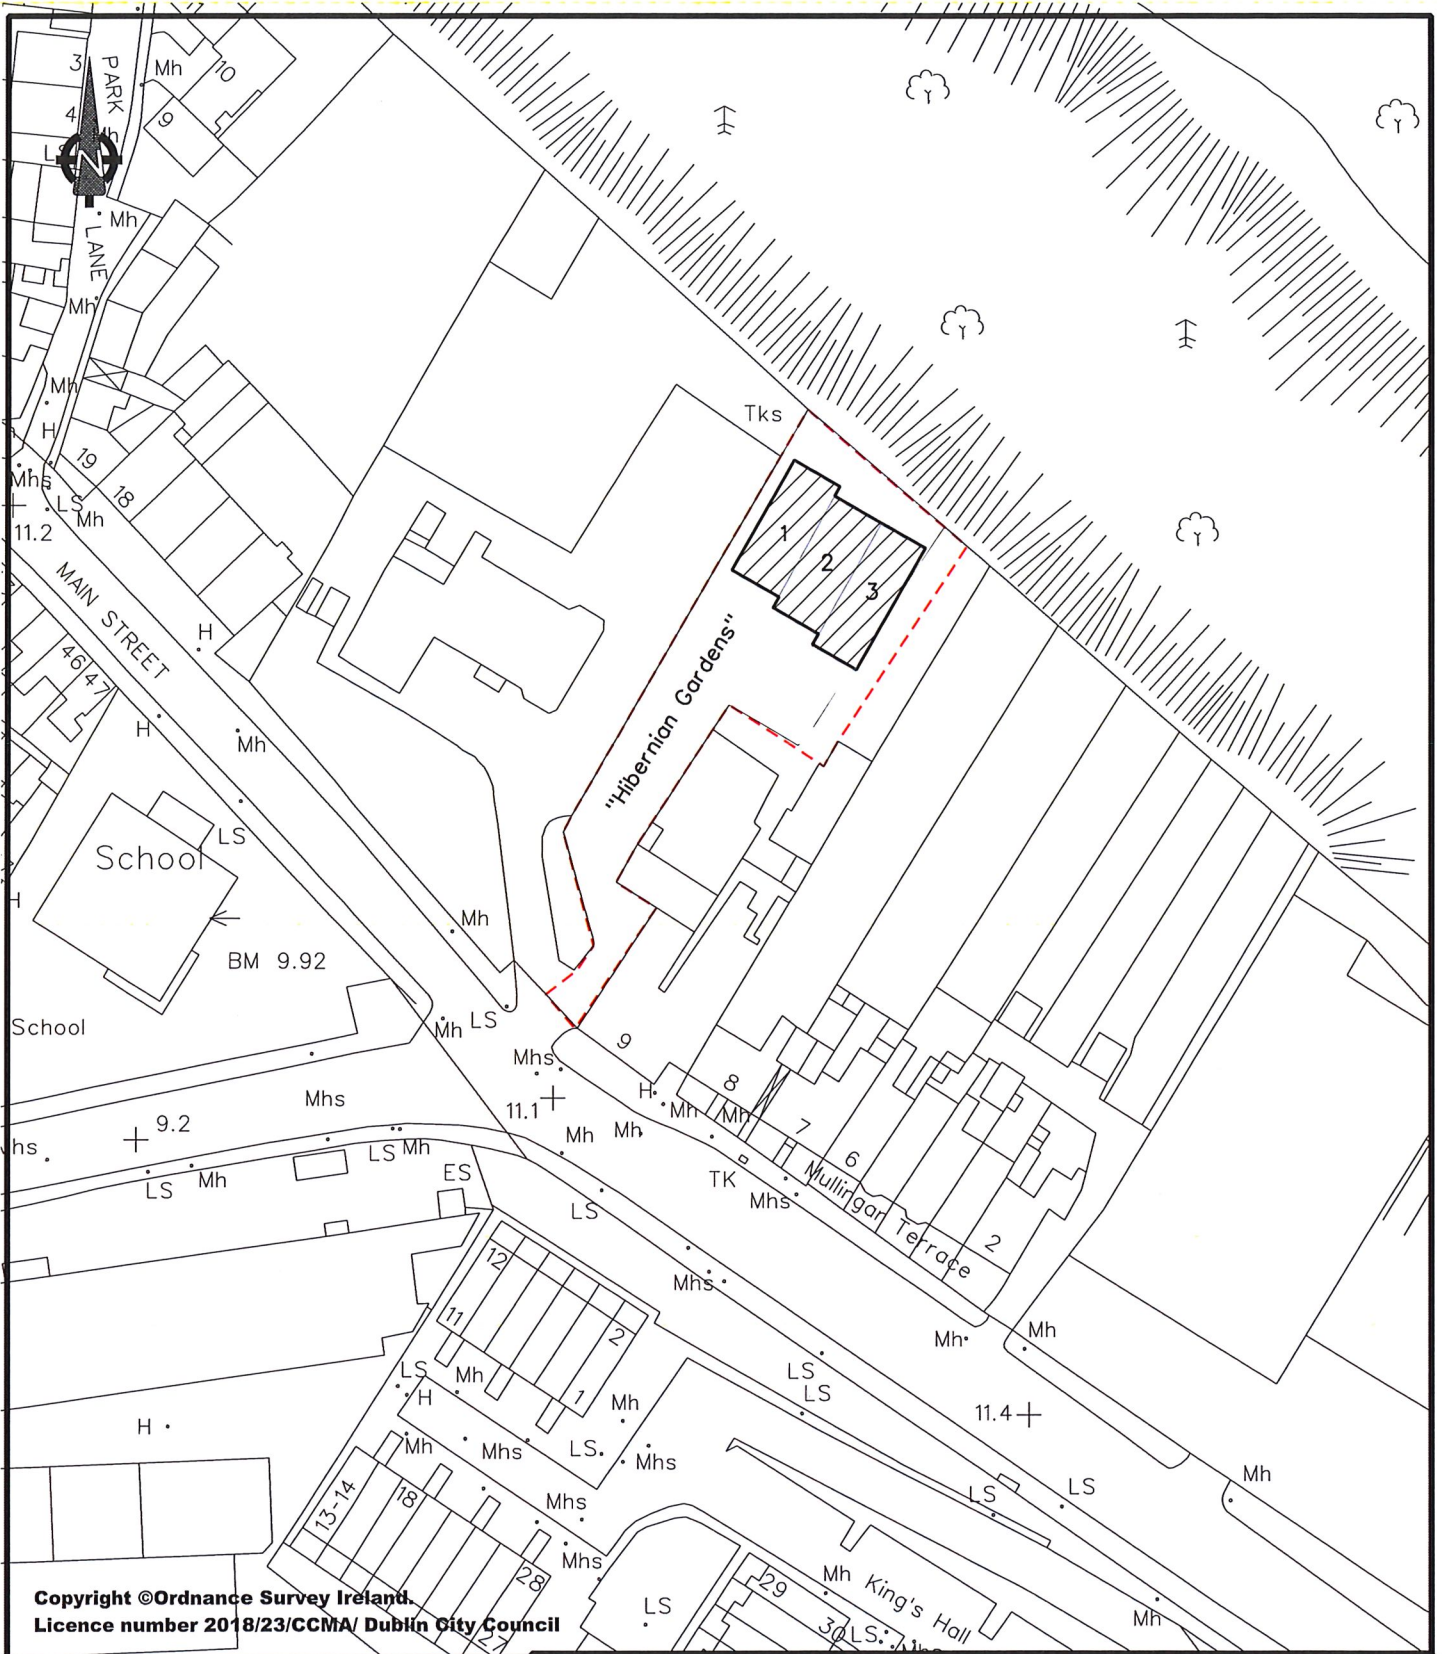 3
PARK
Mh
10
4
Mh
9
N
Mh
LANE
Mh
Mh
H
Tks
19
18
Mhs
LS
Mh
11.2
1
2
3
MAIN STREET
H
46
47
H
Mh
"Hibernian Gardens"
LS
School
H
Mh
BM 9.92
School
Mh
LS
Mhs
9
11.1
H
Mh
8
Mh
Mhs
9.2
Mh
Mh
7
LS
Mh
LS
Mh
ES
TK
Mhs
6
Mullingar Terrace
2
LS
12
11
2
1
Mhs
Mh
Mh
LS
LS
LS
H
Mh
Mh
11.4
H
Mh
Mhs
LS
Mhs
Mh
LS
LS
13-14
18
Mhs
Mhs
28
27
Mh
King's Hall
29
30
LS
LS
Mh
Copyright ©Ordnance Survey Ireland.
Licence number 2018/23/CCMA/ Dublin City Council